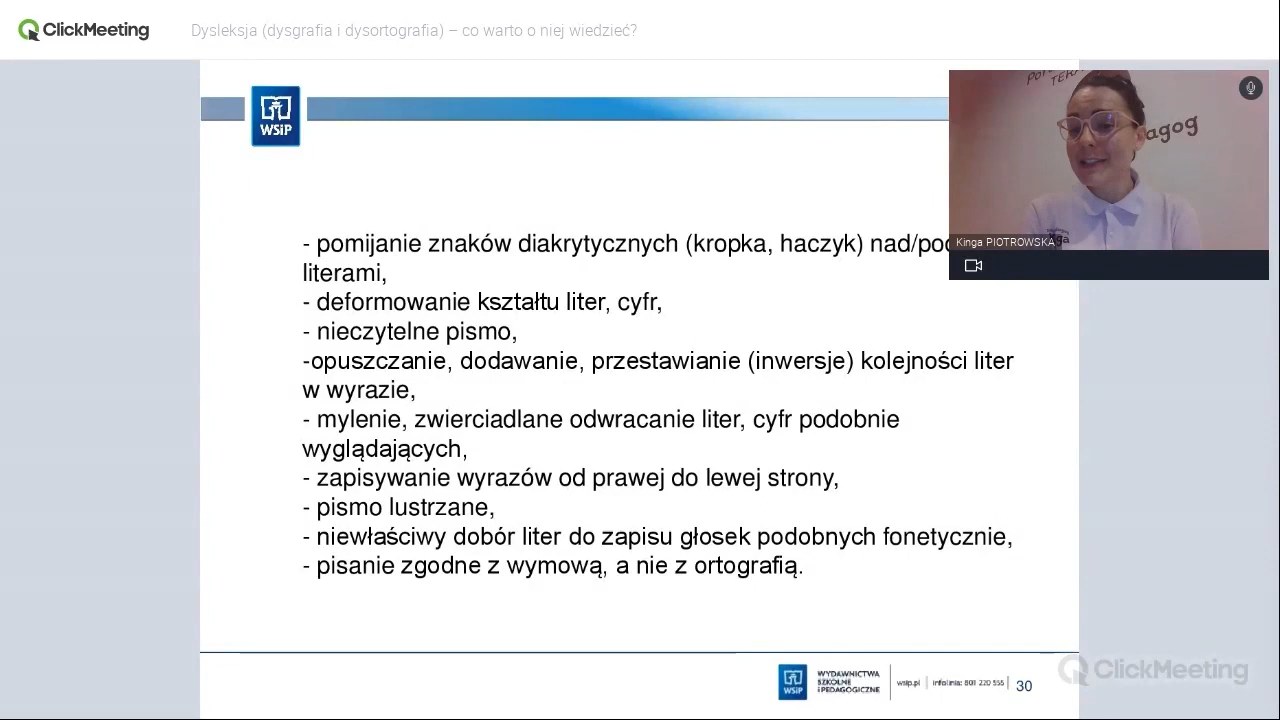 ClickMeeting
Dysleksja (dysgrafia i dysortografia) – co warto o niej wiedzieć?
WSiP
agog
Kinga PIOTROWSKA
- pomijanie znaków diakrytycznych (kropka, haczyk) nad/pod
literami,
- deformowanie kształtu liter, cyfr,
- nieczytelne pismo,
-opuszczanie, dodawanie, przestawianie (inwersje) kolejności liter
w wyrazie,
- mylenie, zwierciadlane odwracanie liter, cyfr podobnie
wyglądających,
- zapisywanie wyrazów od prawej do lewej strony,
- pismo lustrzane,
- niewłaściwy dobór liter do zapisu głosek podobnych fonetycznie,
- pisanie zgodne z wymową, a nie z ortografią.
WSiP
WYDAWNICTWA
SZKOLNE
i PEDAGOGICZNE
wsip.pl | infolinia: 801 220 555 | 30
ClickMeeting